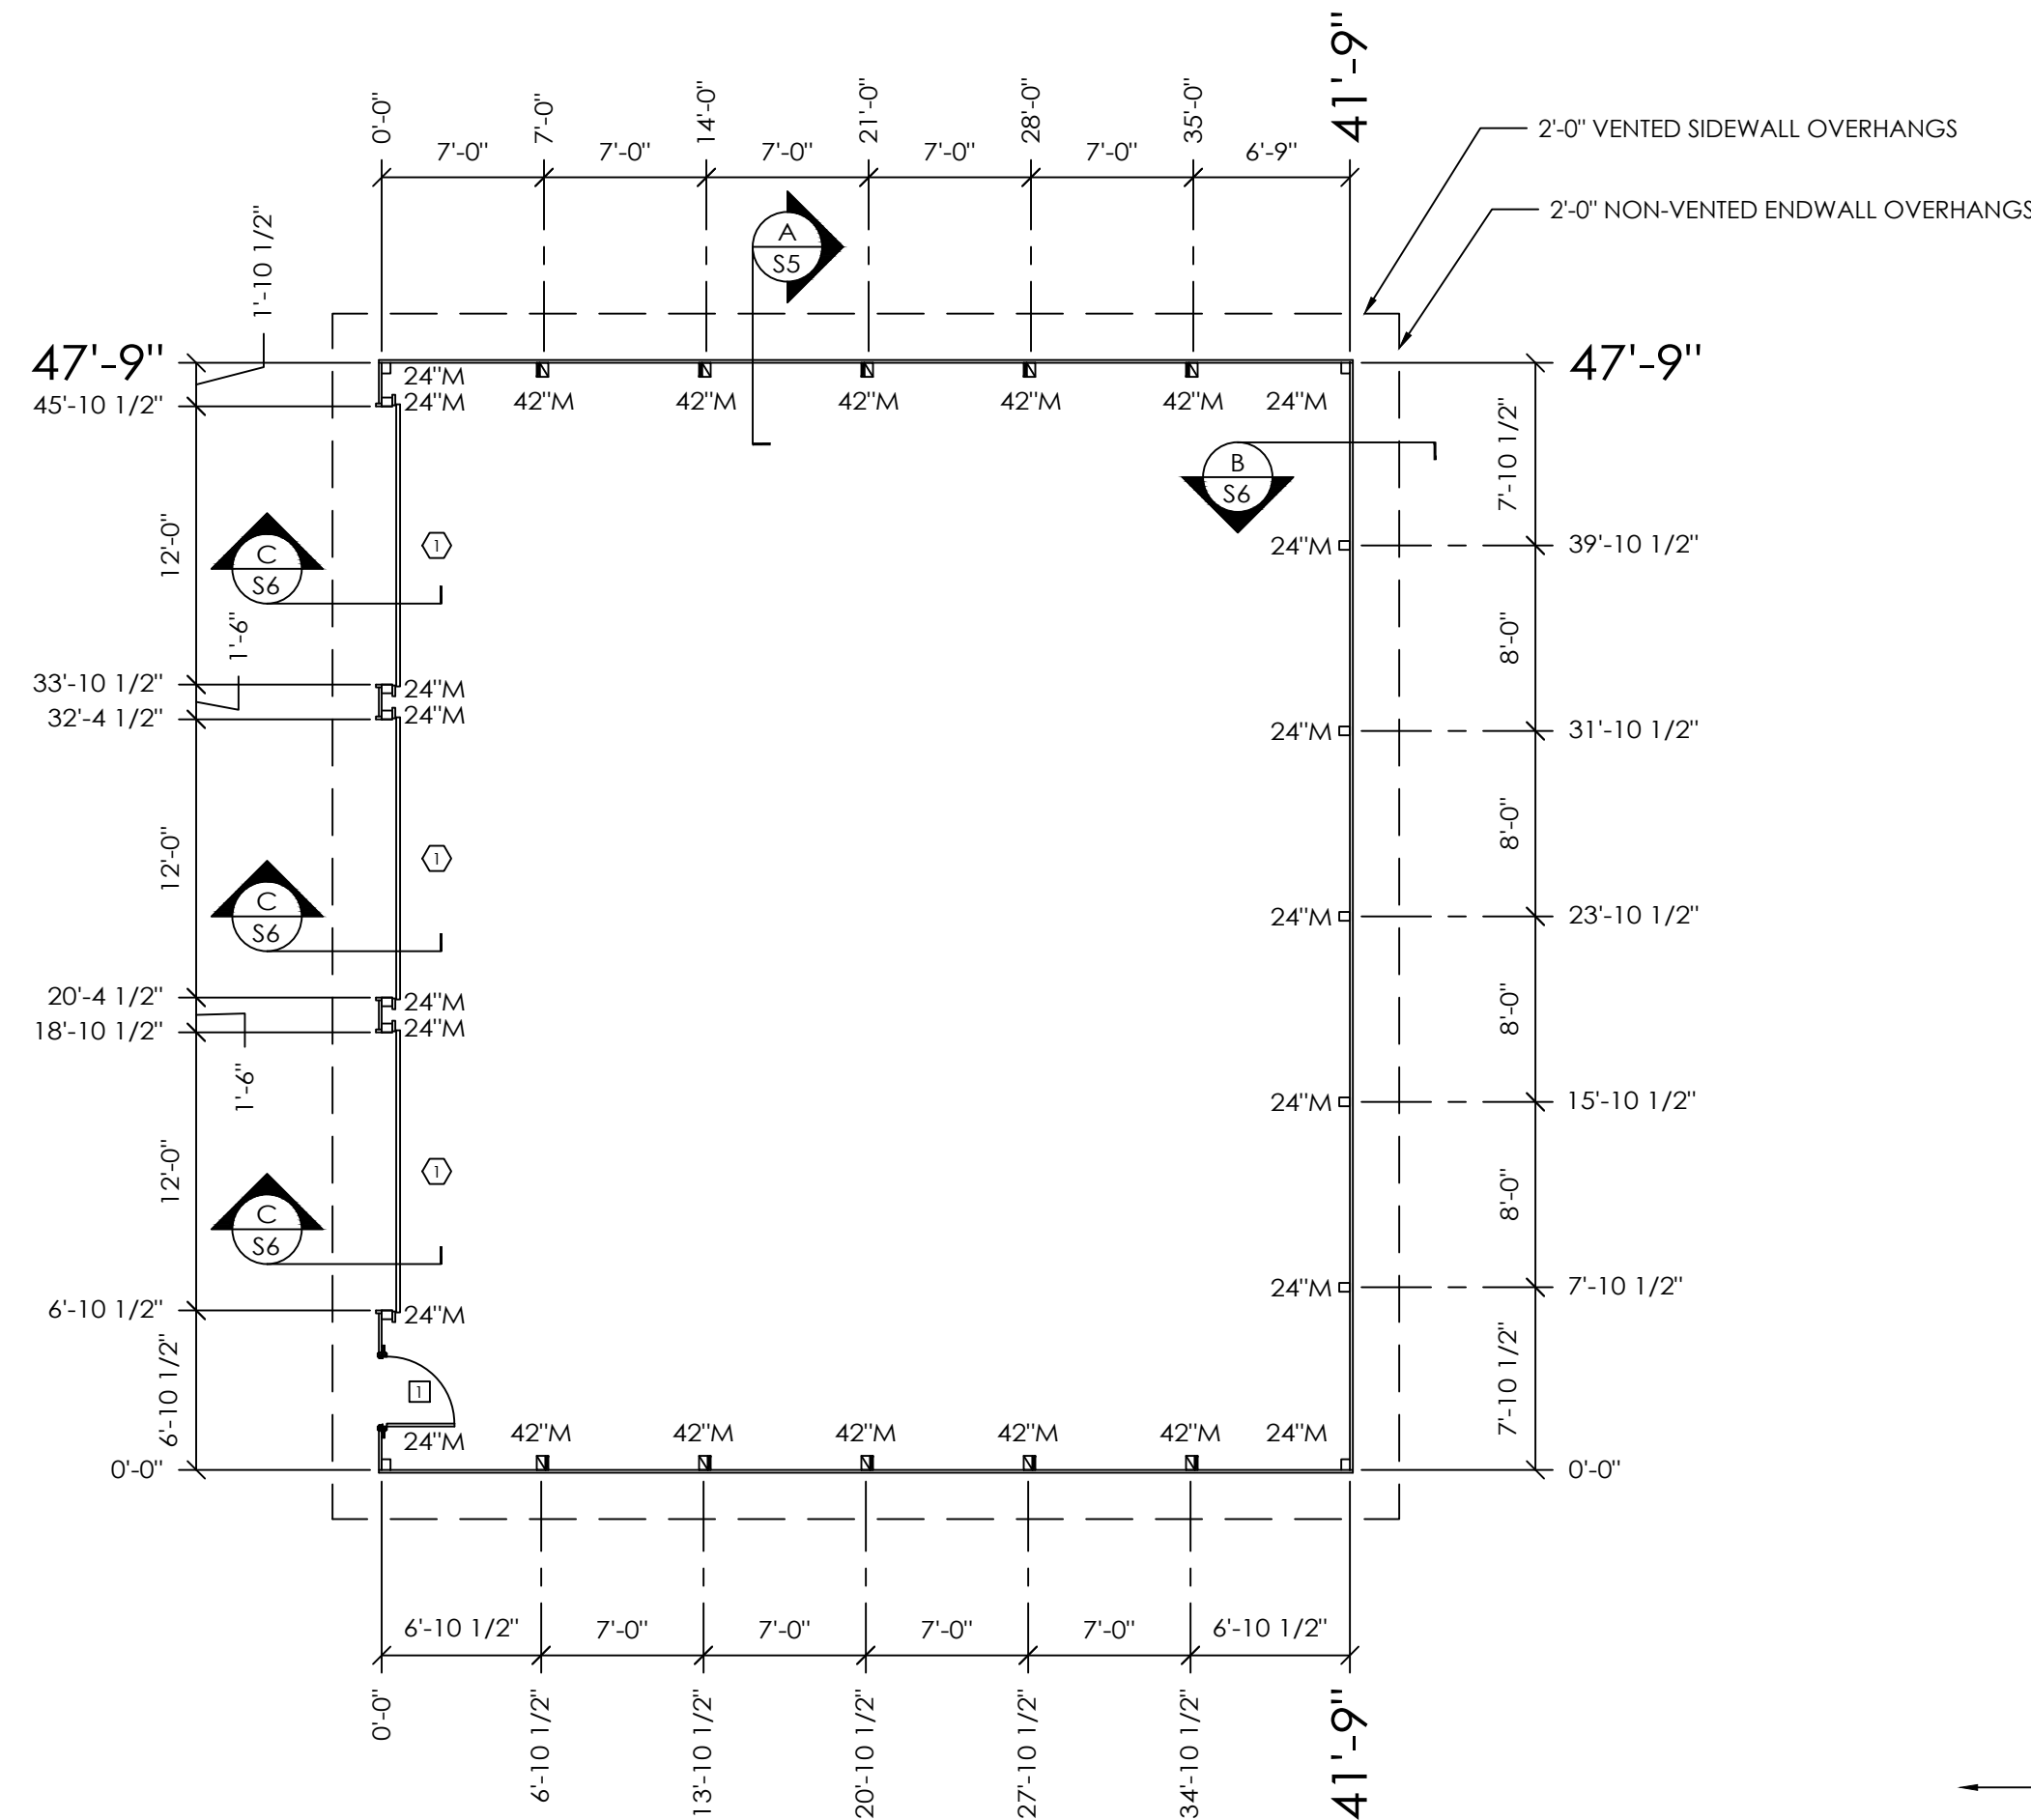 0'-0"
7'-0"
14'-0"
21'-0"
28'-0"
35'-0"
41'-9"
7'-0"
7'-0"
7'-0"
7'-0"
7'-0"
6'-9"
2'-0" VENTED SIDEWALL OVERHANGS
2'-0" NON-VENTED ENDWALL OVERHANGS
A
S5
1'-10 1/2"
47'-9"
47'-9"
24"M
45'-10 1/2"
24"M
42"M
42"M
42"M
42"M
42"M
24"M
7'-10 1/2"
B
S6
12'-0"
C
S6
1
24"M
39'-10 1/2"
1'-6"
8'-0"
33'-10 1/2"
24"M
32'-4 1/2"
24"M
24"M
31'-10 1/2"
12'-0"
1
8'-0"
C
S6
24"M
23'-10 1/2"
20'-4 1/2"
24"M
18'-10 1/2"
24"M
8'-0"
1'-6"
24"M
15'-10 1/2"
12'-0"
1
8'-0"
C
S6
6'-10 1/2"
24"M
24"M
7'-10 1/2"
6'-10 1/2"
1
7'-10 1/2"
24"M
42"M
42"M
42"M
42"M
42"M
24"M
0'-0"
0'-0"
6'-10 1/2"
7'-0"
7'-0"
7'-0"
7'-0"
6'-10 1/2"
0'-0"
6'-10 1/2"
13'-10 1/2"
20'-10 1/2"
27'-10 1/2"
34'-10 1/2"
41'-9"